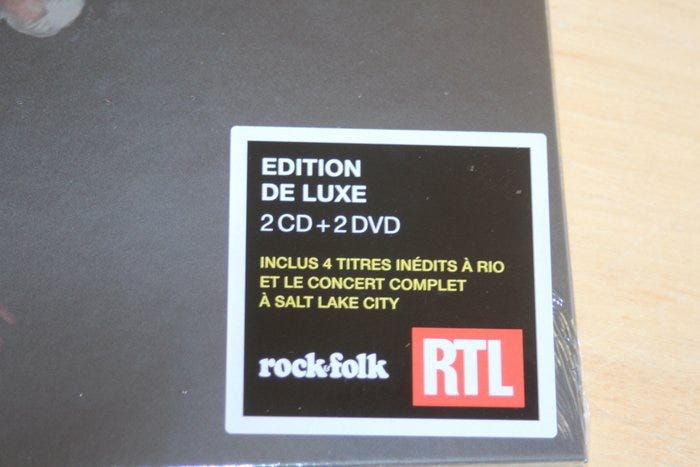 EDITION
DE LUXE
2 CD + 2 DVD
INCLUS 4 TITRES INÉDITS À RIO
ET LE CONCERT COMPLET
À SALT LAKE CITY
rock&folk
RTL